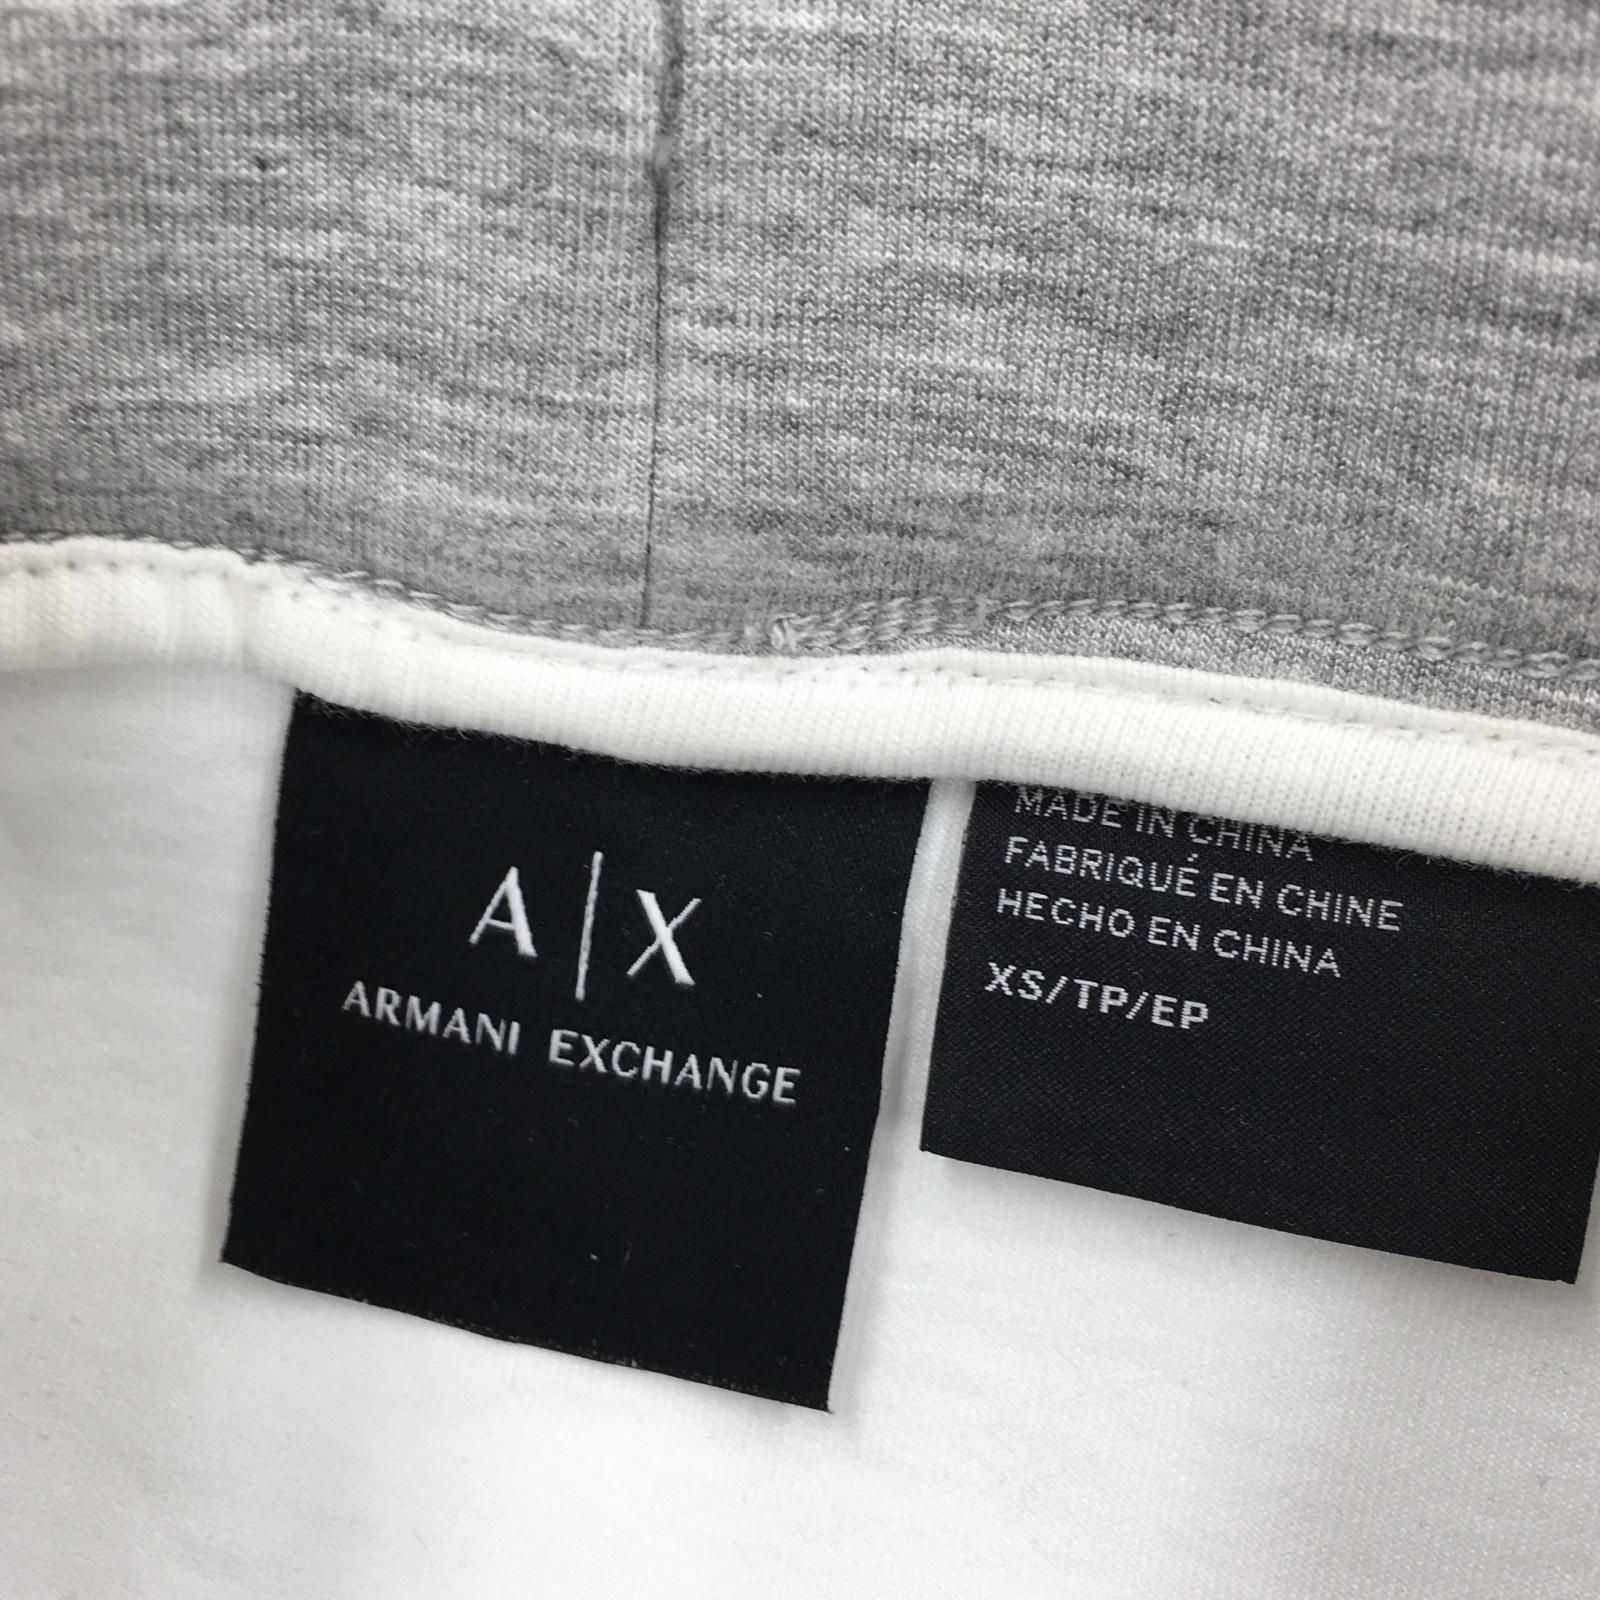 A|X
ARMANI EXCHANGE
MADE IN CHINA
FABRIQUÉ EN CHINE
HECHO EN CHINA
XS/TP/EP